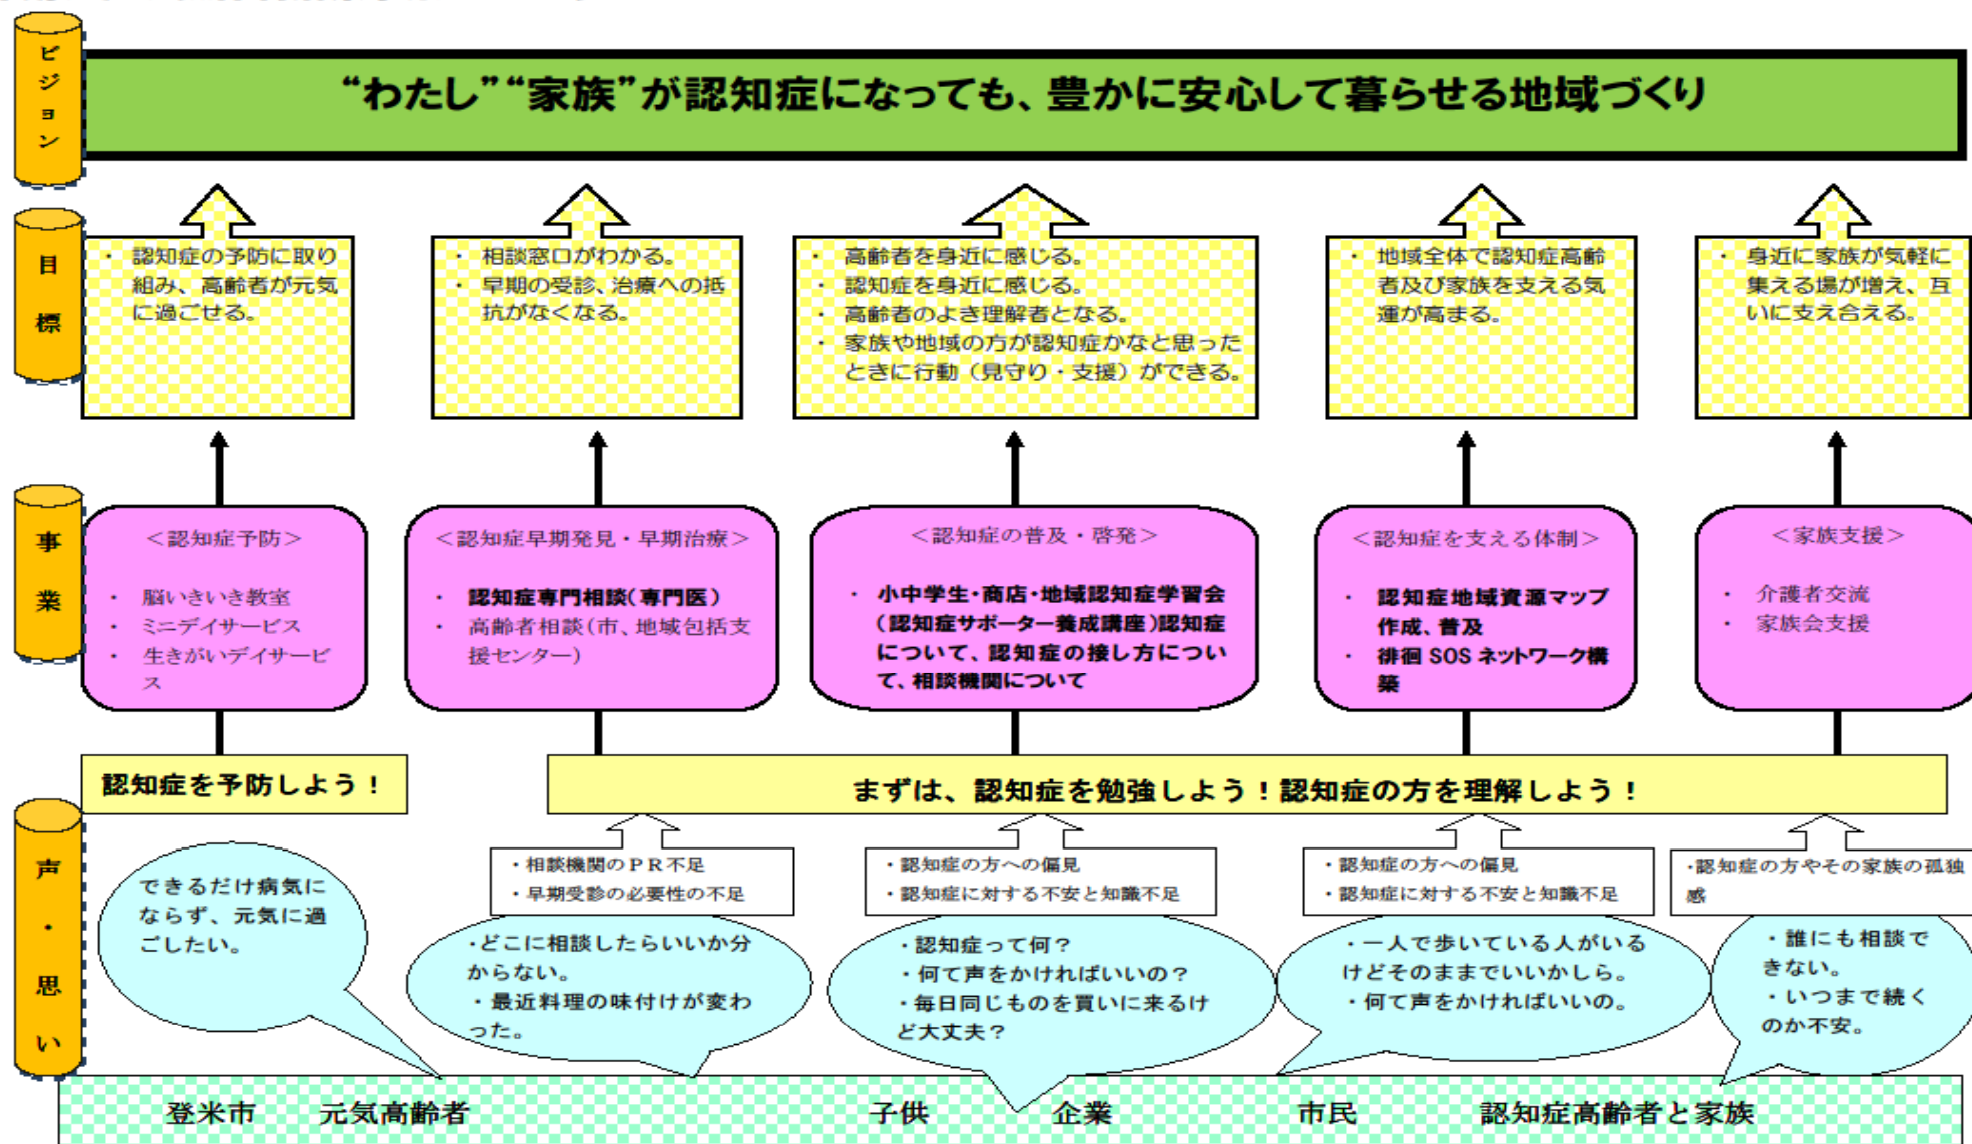 ビジョン
“わたし”“家族”が認知症になっても、豊かに安心して暮らせる地域づくり
目標
・ 認知症の予防に取り
組み、高齢者が元気
に過ごせる。
・ 相談窓口がわかる。
・ 早期の受診、治療への抵
抗がなくなる。
・ 高齢者を身近に感じる。
・ 認知症を身近に感じる。
・ 高齢者のよき理解者となる。
・ 家族や地域の方が認知症かなと思った
ときに行動（見守り・支援）ができる。
・ 地域全体で認知症高齢
者及び家族を支える気
運が高まる。
・ 身近に家族が気軽に
集える場が増え、互
いに支え合える。
事業
＜認知症予防＞
・ 脳いきいき教室
・ ミニデイサービス
・ 生きがいデイサービ
ス
＜認知症早期発見・早期治療＞
・ 認知症専門相談（専門医）
・ 高齢者相談（市、地域包括支
援センター）
＜認知症の普及・啓発＞
・ 小中学生・商店・地域認知症学習会
（認知症サポーター養成講座）認知症
について、認知症の接し方につい
て、相談機関について
＜認知症を支える体制＞
・ 認知症地域資源マップ
作成、普及
・ 徘徊 SOS ネットワーク構
築
＜家族支援＞
・ 介護者交流
・ 家族会支援
認知症を予防しよう！
まずは、認知症を勉強しよう！認知症の方を理解しよう！
声・思い
できるだけ病気に
ならず、元気に過
ごしたい。
・相談機関のＰＲ不足
・早期受診の必要性の不足
・どこに相談したらいいか分
からない。
・最近料理の味付けが変わ
った。
・認知症の方への偏見
・認知症に対する不安と知識不足
・認知症って何？
・何て声をかければいいの？
・毎日同じものを買いに来るけ
ど大丈夫？
・認知症の方への偏見
・認知症に対する不安と知識不足
・一人で歩いている人がいる
けどそのままでいいかしら。
・何て声をかければいいの。
・認知症の方やその家族の孤独
感
・誰にも相談で
きない。
・いつまで続く
のか不安。
登米市 元気高齢者 子供 企業 市民 認知症高齢者と家族